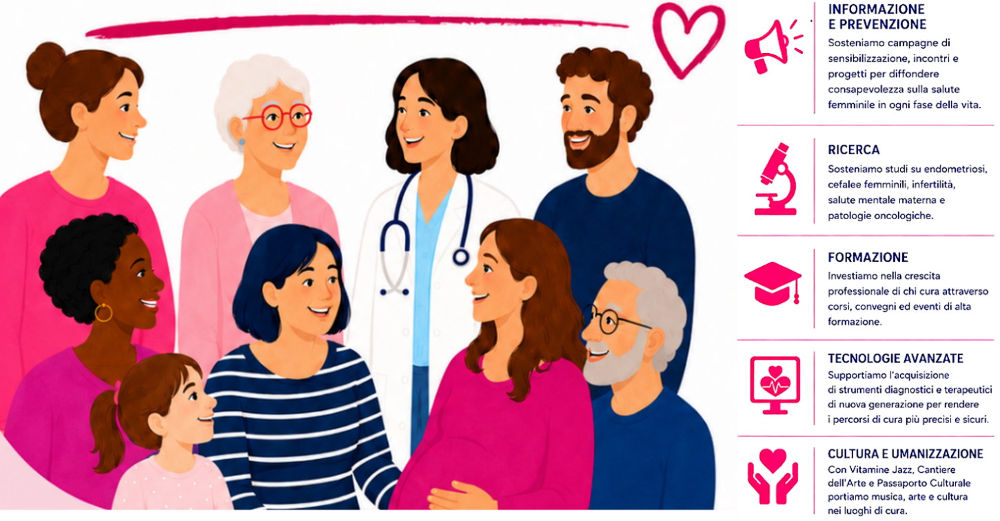 INFORMAZIONE
E PREVENZIONE
Sosteniamo campagne di
sensibilizzazione, incontri e
progetti per diffondere
consapevolezza sulla salute
femminile in ogni fase della vita.
RICERCA
Sosteniamo studi su endometriosi,
cefalee femminili, infertilità,
salute mentale materna e
patologie oncologiche.
FORMAZIONE
Investiamo nella crescita
professionale di chi cura attraverso
corsi, convegni ed eventi di alta
formazione.
TECNOLOGIE AVANZATE
Supportiamo l'acquisizione
di strumenti diagnostici e terapeutici
di nuova generazione per rendere
i percorsi di cura più precisi e sicuri.
CULTURA E UMANIZZAZIONE
Con Vitamine Jazz, Cantiere
dell'Arte e Passaporto Culturale
portiamo musica, arte e cultura
nei luoghi di cura.